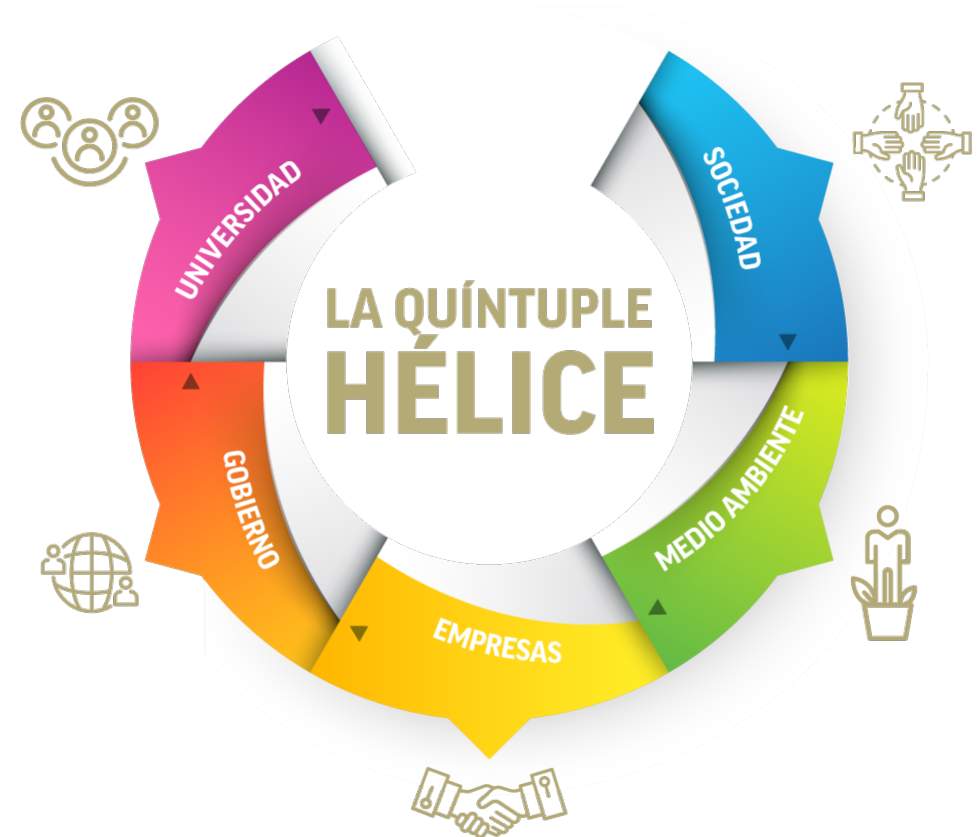 LA QUÍNTUPLE
HÉLICE
UNIVERSIDAD
SOCIEDAD
GOBIERNO
MEDIO AMBIENTE
EMPRESAS